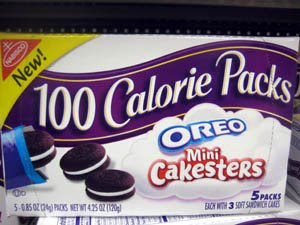 NABISCO
New!
100 Calorie Packs
OREO
Mini
Cakesters
5 PACKS
EACH WITH 3 SOFT SANDWICH CAKES
5 - 0.85 OZ (24g) PACKS NET WT 4.25 OZ (120g)